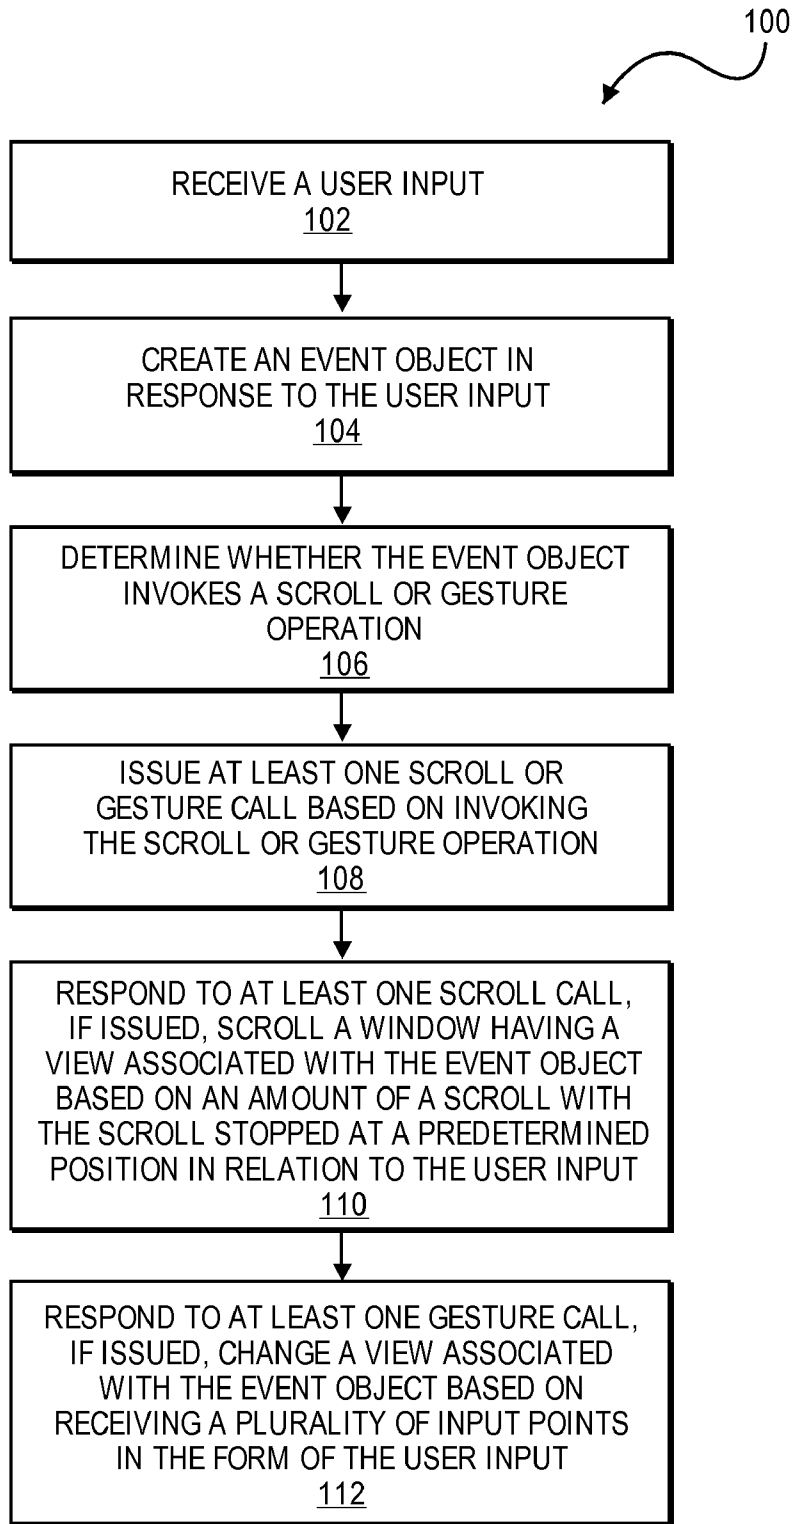 100
RECEIVE A USER INPUT
102
CREATE AN EVENT OBJECT IN
RESPONSE TO THE USER INPUT
104
DETERMINE WHETHER THE EVENT OBJECT
INVOKES A SCROLL OR GESTURE
OPERATION
106
ISSUE AT LEAST ONE SCROLL OR
GESTURE CALL BASED ON INVOKING
THE SCROLL OR GESTURE OPERATION
108
RESPOND TO AT LEAST ONE SCROLL CALL,
IF ISSUED, SCROLL A WINDOW HAVING A
VIEW ASSOCIATED WITH THE EVENT OBJECT
BASED ON AN AMOUNT OF A SCROLL WITH
THE SCROLL STOPPED AT A PREDETERMINED
POSITION IN RELATION TO THE USER INPUT
110
RESPOND TO AT LEAST ONE GESTURE CALL,
IF ISSUED, CHANGE A VIEW ASSOCIATED
WITH THE EVENT OBJECT BASED ON
RECEIVING A PLURALITY OF INPUT POINTS
IN THE FORM OF THE USER INPUT
112